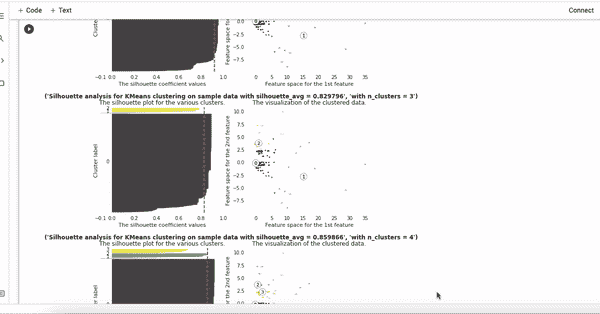 + Code + Text Connect
Cluster
Feature space for
0.0
−2.5
−5.0
−7.5
0
1
−0.1 0.0 0.2 0.4 0.6 0.8 1.0
0 5 10 15 20 25 30 35
The silhouette coefficient values
Feature space for the 1st feature
('Silhouette analysis for KMeans clustering on sample data with silhouette_avg = 0.829796', 'with n_clusters = 3')
The silhouette plot for the various clusters.
The visualization of the clustered data.
Cluster label
0
Feature space for the 2nd feature
10.0
7.5
5.0
2.5
0.0
−2.5
−5.0
−7.5
2
0
1
−0.1 0.0 0.2 0.4 0.6 0.8 1.0
0 5 10 15 20 25 30 35
The silhouette coefficient values
Feature space for the 1st feature
('Silhouette analysis for KMeans clustering on sample data with silhouette_avg = 0.859866', 'with n_clusters = 4')
The silhouette plot for the various clusters.
The visualization of the clustered data.
label
the 2nd feature
10.0
7.5
5.0
2.5
0.0
2
3